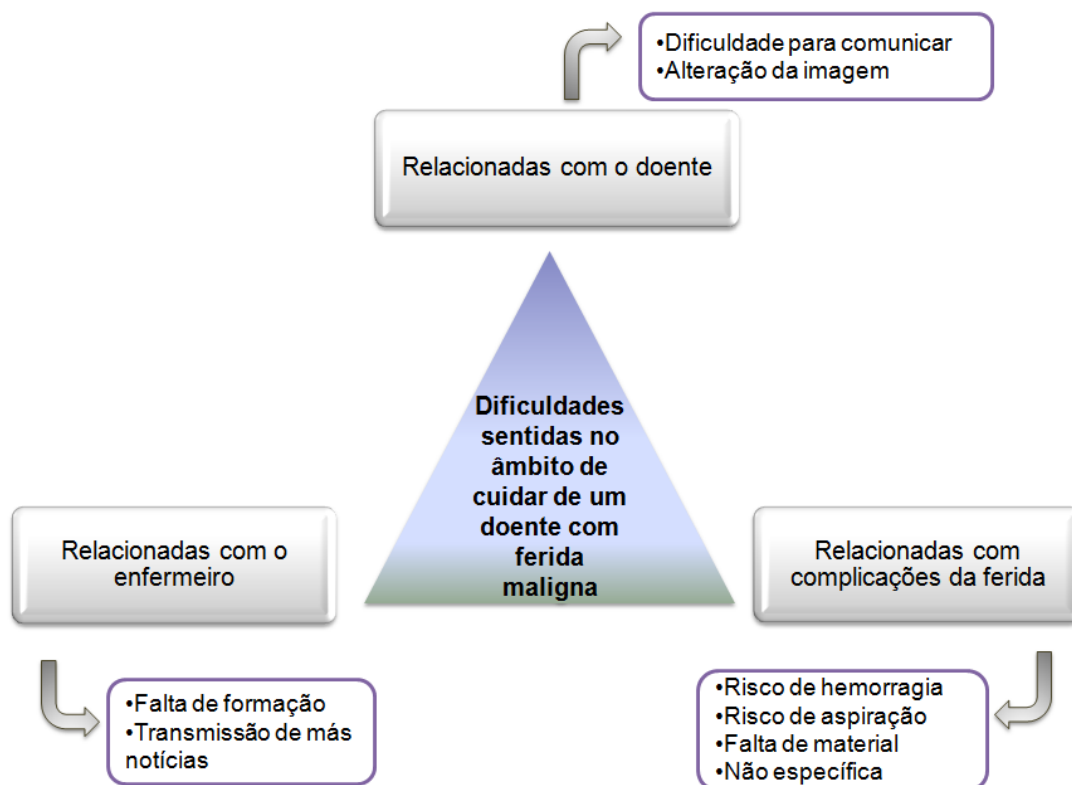 •Dificuldade para comunicar
•Alteração da imagem
Relacionadas com o doente
Dificuldades
sentidas no
âmbito de
cuidar de um
doente com
ferida
maligna
Relacionadas com o
enfermeiro
Relacionadas com
complicações da ferida
•Falta de formação
•Transmissão de más
notícias
•Risco de hemorragia
•Risco de aspiração
•Falta de material
•Não específica